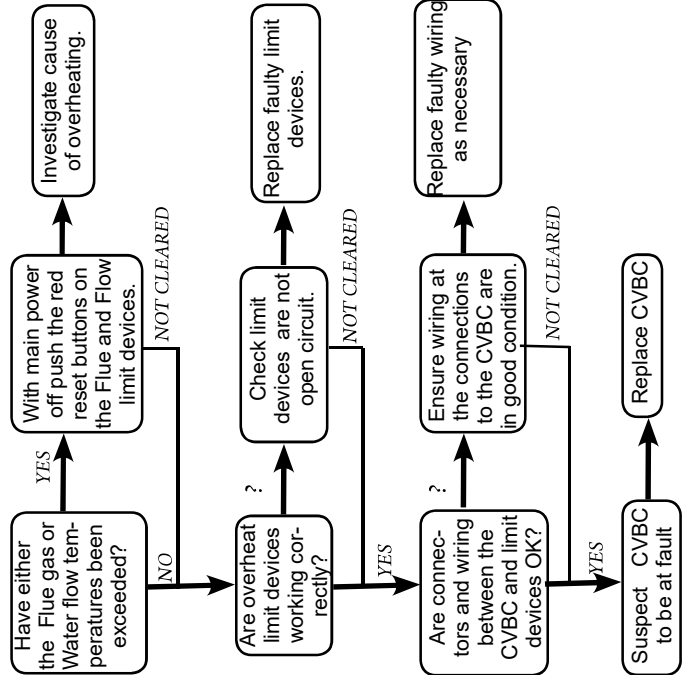 Have either
the Flue gas or
Water flow tem-
peratures been
exceeded?
YES
With main power
off push the red
reset buttons on
the Flue and Flow
limit devices.
Investigate cause
of overheating.
NO
NOT CLEARED
Are overheat
limit devices
working cor-
rectly?
?
Check limit
devices are not
open circuit.
Replace faulty limit
devices.
YES
NOT CLEARED
Are connec-
tors and wiring
between the
CVBC and limit
devices OK?
?
Ensure wiring at
the connections
to the CVBC are
in good condition.
Replace faulty wiring
as necessary
YES
NOT CLEARED
Suspect CVBC
to be at fault
Replace CVBC